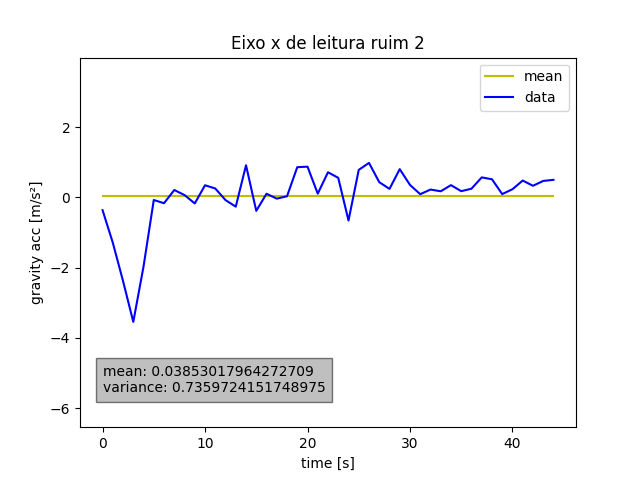 Eixo x de leitura ruim 2
mean
data
gravity acc [m/s²]
2
0
−2
−4
−6
mean: 0.03853017964272709
variance: 0.7359724151748975
0 10 20 30 40
time [s]